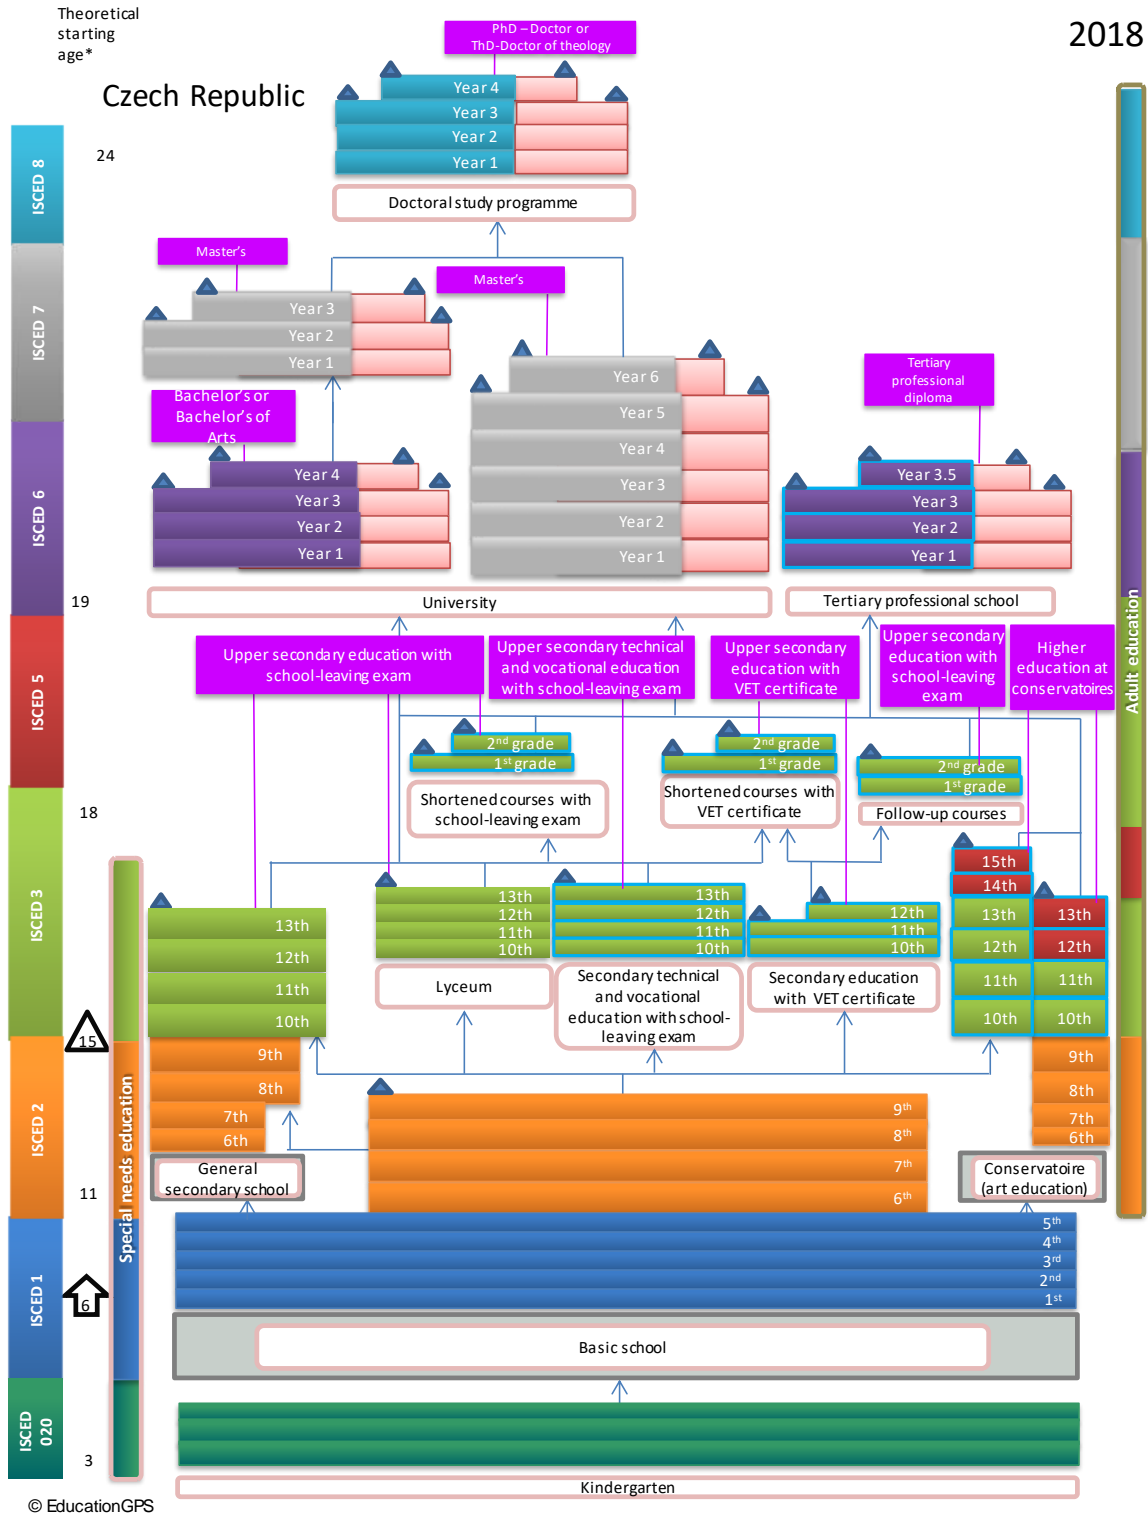 Theoretical
starting
age*
2018
Czech Republic
PhD – Doctor or
ThD-Doctor of theology
Year 4
Year 3
Year 2
Year 1
Doctoral study programme
ISCED 8
24
Master's
Master's
Year 3
Year 2
Year 1
ISCED 7
Year 6
Year 5
Year 4
Year 3
Year 2
Year 1
Tertiary
professional
diploma
Bachelor's or
Bachelor's of
Arts
Year 4
Year 3
Year 2
Year 1
Year 3.5
Year 3
Year 2
Year 1
ISCED 6
19
University
Tertiary professional school
Adult education
ISCED 5
Upper secondary education with
school-leaving exam
Upper secondary technical
and vocational education
with school-leaving exam
Upper secondary
education with
VET certificate
Upper secondary
education with
school-leaving
exam
Higher
education at
conservatoires
2nd grade
1st grade
2nd grade
1st grade
2nd grade
1st grade
18
Shortened courses with
school-leaving exam
Shortened courses with
VET certificate
Follow-up courses
ISCED 3
13th
12th
11th
10th
13th
12th
11th
10th
13th
12th
11th
10th
12th
11th
10th
15th
14th
13th
12th
11th
10th
13th
12th
11th
10th
Lyceum
Secondary technical
and vocational
education with school-
leaving exam
Secondary education
with VET certificate
15
ISCED 2
9th
8th
7th
6th
9th
8th
7th
6th
9th
8th
7th
6th
General
secondary school
Conservatoire
(art education)
11
Special needs education
ISCED 1
6
5th
4th
3rd
2nd
1st
Basic school
ISCED
020
3
Kindergarten
© EducationGPS